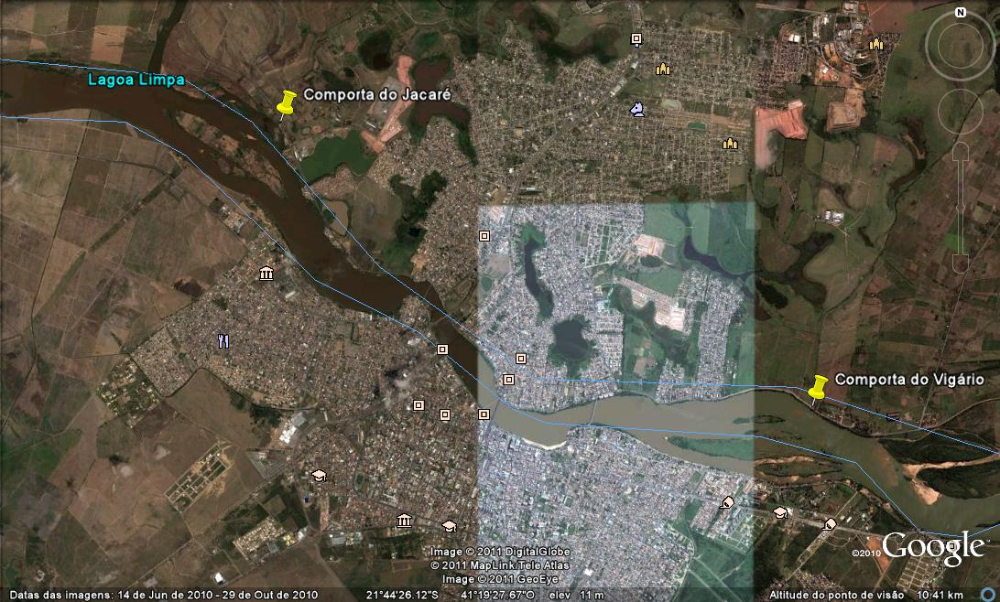 N
Lagoa Limpa
Comporta do Jacaré
Comporta do Vigário
Image © 2011 DigitalGlobe
© 2011 MapLink/Tele Atlas
Image © 2011 GeoEye
©2010 Google™
Datas das imagens: 14 de Jun de 2010 - 29 de Out de 2010 21°44'26.12"S 41°19'27.67"O elev 11 m Altitude do ponto de visão 10.41 km